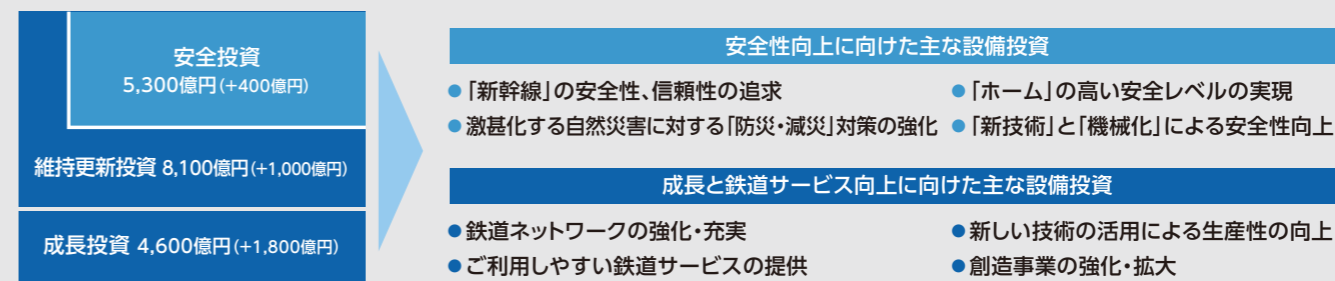 安全投資
5,300億円(+400億円)
維持更新投資 8,100億円(+1,000億円)
成長投資 4,600億円(+1,800億円)
安全性向上に向けた主な設備投資
●「新幹線」の安全性、信頼性の追求
●「ホーム」の高い安全レベルの実現
●激甚化する自然災害に対する「防災・減災」対策の強化
●「新技術」と「機械化」による安全性向上
成長と鉄道サービス向上に向けた主な設備投資
●鉄道ネットワークの強化・充実
●新しい技術の活用による生産性の向上
●ご利用しやすい鉄道サービスの提供
●創造事業の強化・拡大